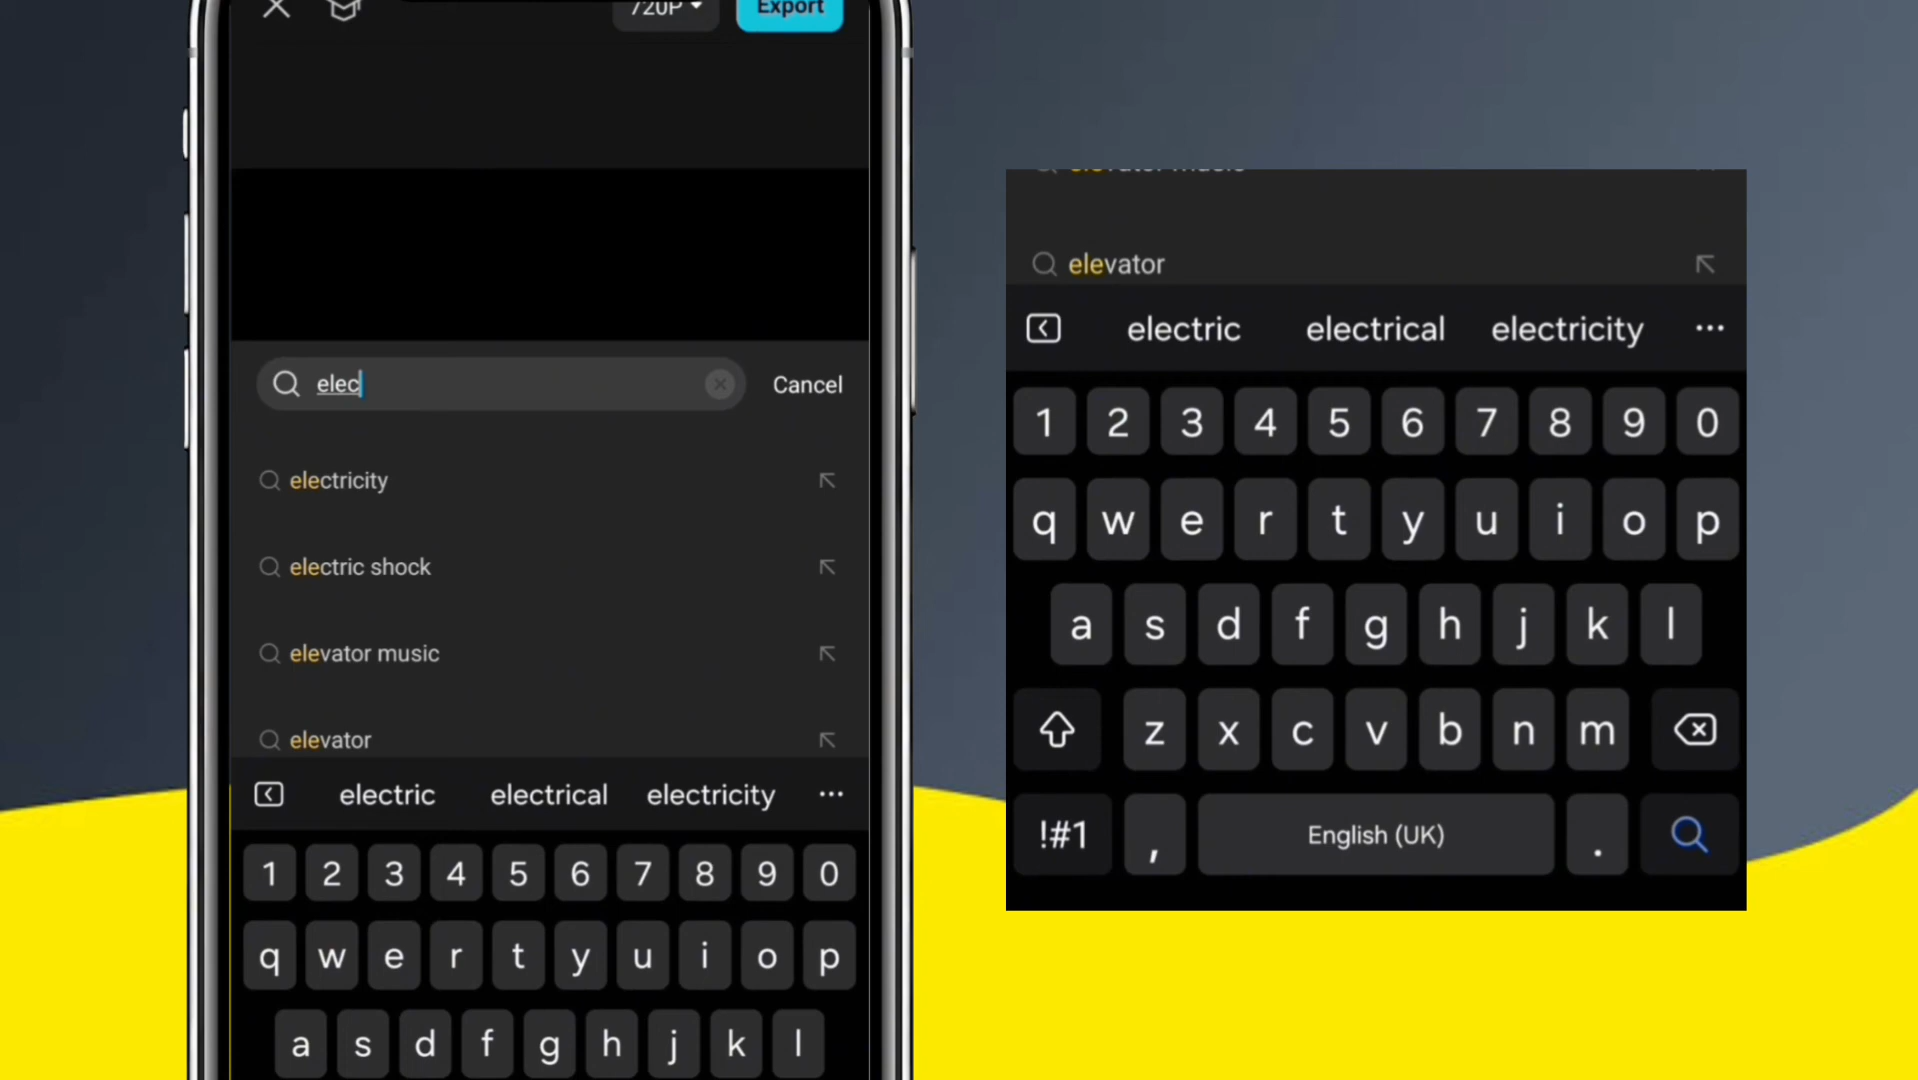 720P
Export
elec
Cancel
electricity
electric shock
elevator music
elevator
electric electrical electricity
1 2 3 4 5 6 7 8 9 0
q w e r t y u i o p
a s d f g h j k l
elevator music
elevator
electric electrical electricity
1 2 3 4 5 6 7 8 9 0
q w e r t y u i o p
a s d f g h j k l
z x c v b n m
!#1 , English (UK) .